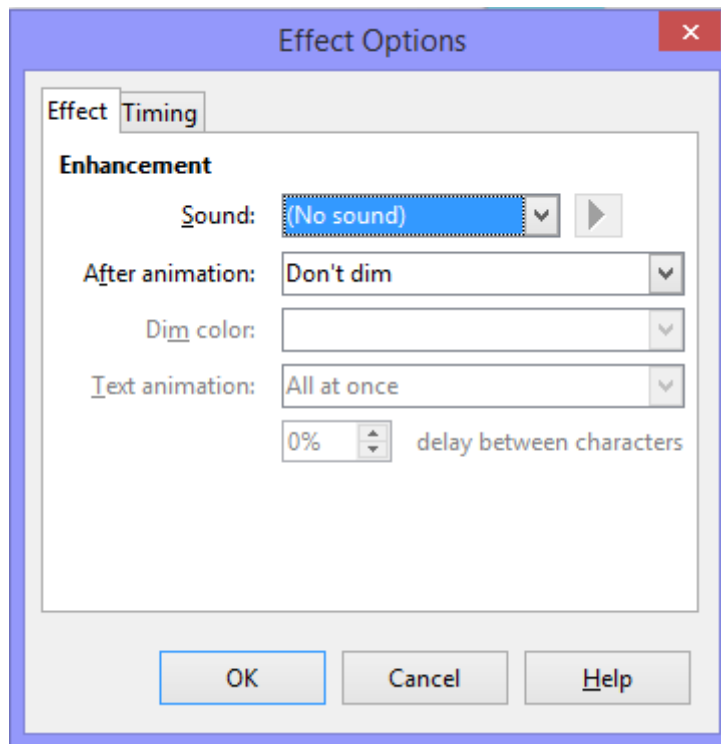 Effect Options
Effect Timing
Enhancement
Sound: (No sound)
After animation: Don't dim
Dim color:
Text animation: All at once
0% delay between characters
OK Cancel Help